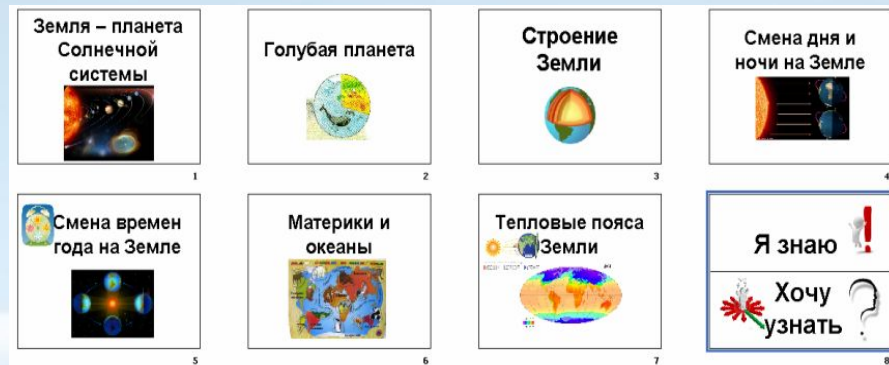 Земля – планета
Солнечной
системы
1
Голубая планета
2
Строение
Земли
3
Смена дня и
ночи на Земле
4
Смена времен
года на Земле
5
Материки и
океаны
6
Тепловые пояса
Земли
7
Я знаю
Хочу
узнать
8